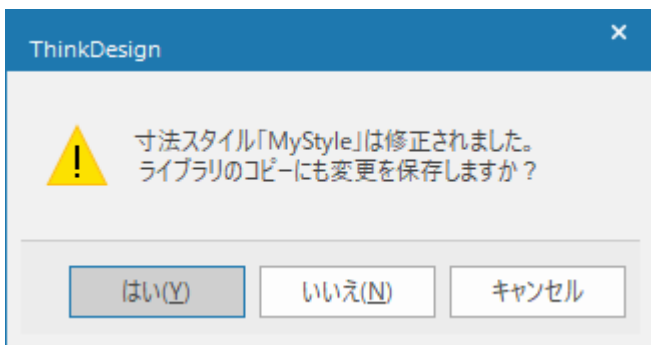 ThinkDesign
寸法スタイル「MyStyle」は修正されました。
ライブラリのコピーにも変更を保存しますか？
はい(Y)
いいえ(N)
キャンセル